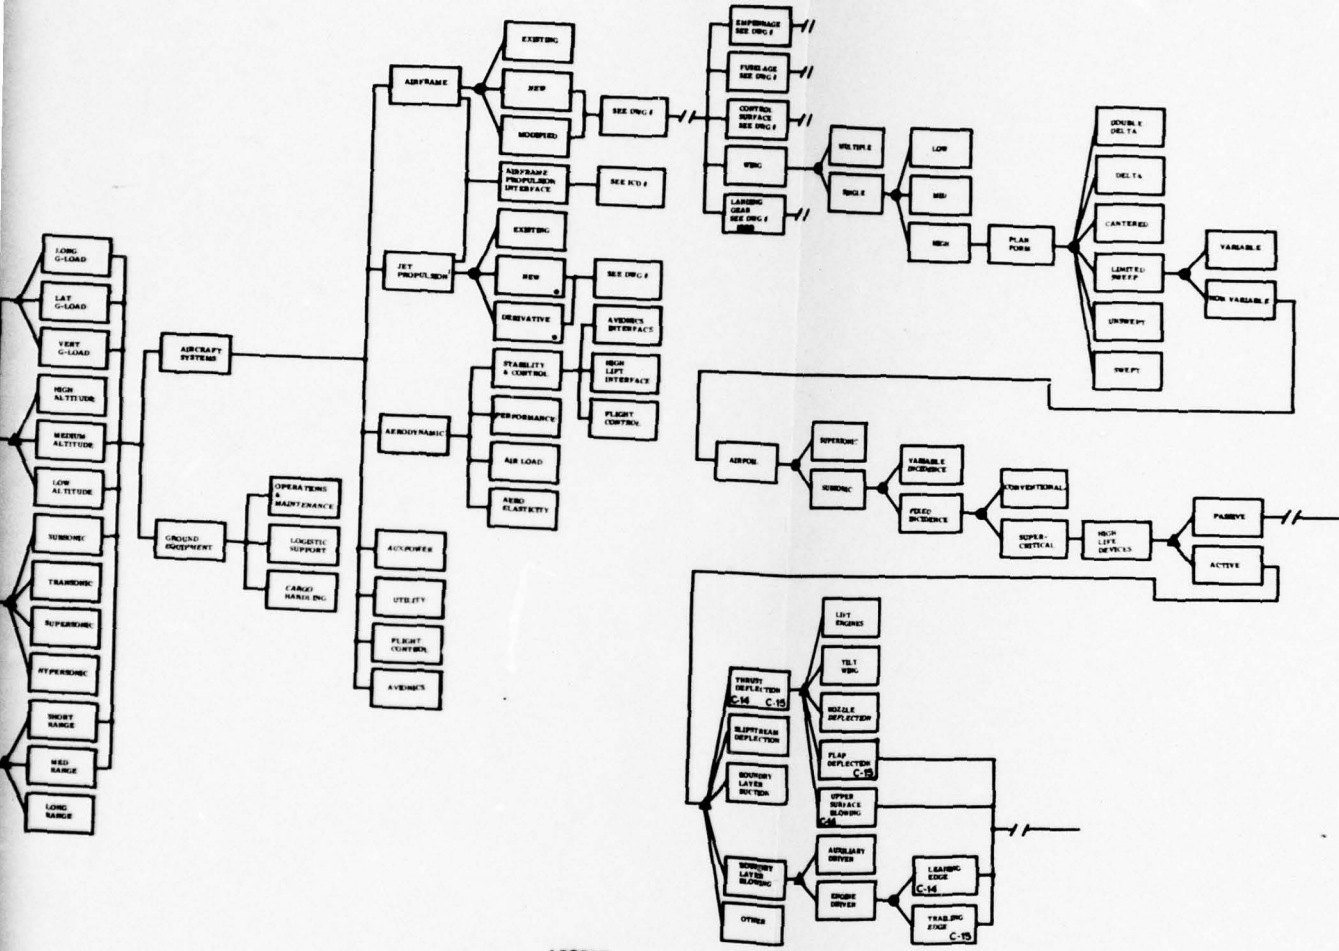 LONG
G-LOAD
LAT
G-LOAD
VERT
G-LOAD
HIGH
ALTITUDE
MEDIUM
ALTITUDE
LOW
ALTITUDE
SUBSONIC
TRANSONIC
SUPERSONIC
HYPERSONIC
SHORT
RANGE
MED
RANGE
LONG
RANGE
AIRCRAFT
SYSTEMS
GROUND
EQUIPMENT
OPERATIONS
&
MAINTENANCE
LOGISTIC
SUPPORT
CARGO
HANDLING
AIRFRAME
JET
PROPULSION
AERODYNAMIC
AUXPOWER
UTILITY
FLIGHT
CONTROL
AVIONICS
EXISTING
NEW
MODIFIED
AIRFRAME
PROPULSION
INTERFACE
EXISTING
NEW
DERIVATIVE
STABILITY
& CONTROL
PERFORMANCE
AIR LOAD
AERO
ELASTICITY
SEE DWG #
SEE ICD #
SEE DWG #
AVIONICS
INTERFACE
HIGH
LIFT
INTERFACE
FLIGHT
CONTROL
EMPENNAGE
SEE DWG #
FUSELAGE
SEE DWG #
CONTROL
SURFACE
SEE DWG #
WING
LANDING
GEAR
SEE DWG #
MULTIPLE
SINGLE
LOW
MID
HIGH
PLAN
FORM
DOUBLE
DELTA
DELTA
CANTERED
LIMITED
SWEEP
UNSWEPT
SWEPT
VARIABLE
NON VARIABLE
AIRFOIL
SUPERSONIC
SUBSONIC
VARIABLE
INCIDENCE
FIXED
INCIDENCE
CONVENTIONAL
SUPER-
CRITICAL
HIGH
LIFE
DEVICES
PASSIVE
ACTIVE
THRUST
DEFLECTION
C-14 C-15
SLIPSTREAM
DEFLECTION
BOUNDRY
LAYER
SUCTION
BOUNDRY
LAYER
BLOWING
OTHER
LIFT
ENGINES
TILT
WING
NOZZLE
DEFLECTION
FLAP
DEFLECTION
C-15
UPPER
SURFACE
BLOWING
C-14
AUXILIARY
DRIVEN
ENGINE
DRIVEN
LEADING
EDGE
C-14
TRAILING
EDGE
C-15